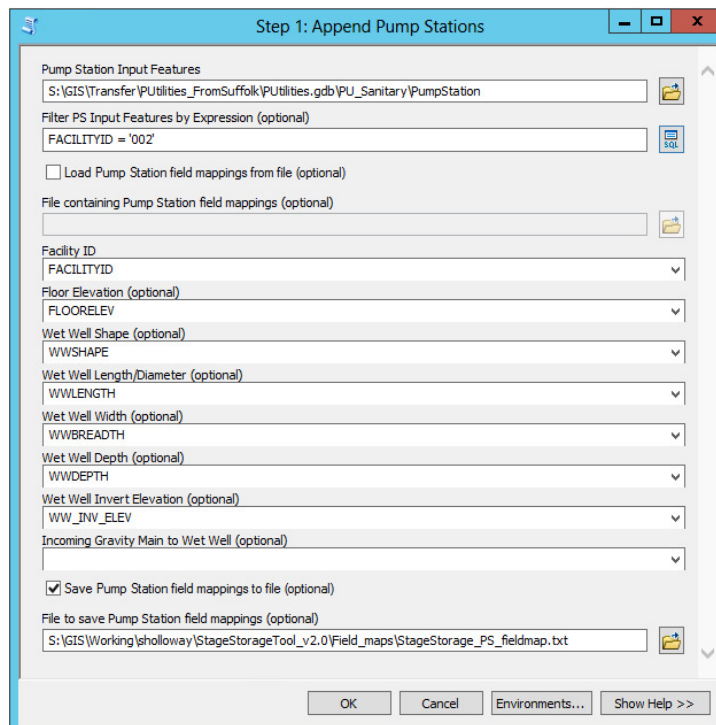 Step 1: Append Pump Stations
Pump Station Input Features
S:\GIS\Transfer\PUtilities_FromSuffolk\PUtilities.gdb\PU_Sanitary\PumpStation
Filter PS Input Features by Expression (optional)
FACILITYID = '002'
SQL
Load Pump Station field mappings from file (optional)
File containing Pump Station field mappings (optional)
Facility ID
FACILITYID
Floor Elevation (optional)
FLOORELEV
Wet Well Shape (optional)
WWSHAPE
Wet Well Length/Diameter (optional)
WWLENGTH
Wet Well Width (optional)
WWBREADTH
Wet Well Depth (optional)
WWDEPTH
Wet Well Invert Elevation (optional)
WW_INV_ELEV
Incoming Gravity Main to Wet Well (optional)
Save Pump Station field mappings to file (optional)
File to save Pump Station field mappings (optional)
S:\GIS\Working\sholloway\StageStorageTool_v2.0\Field_maps\StageStorage_PS_fieldmap.txt
OK Cancel Environments... Show Help >>